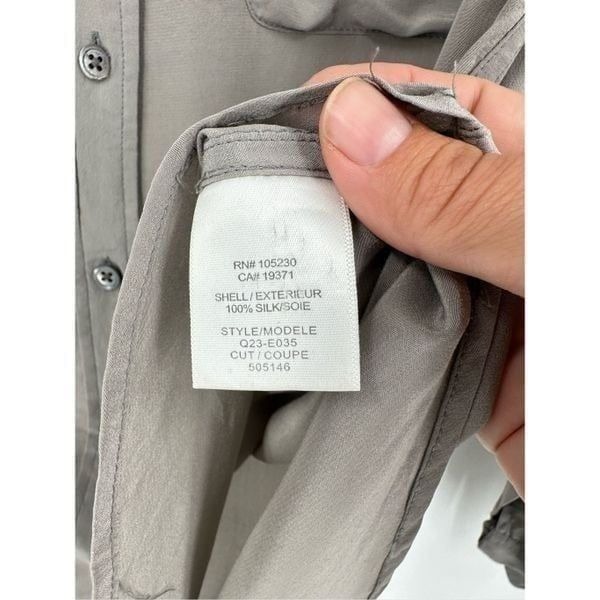 RN# 105230
CA# 19371
SHELL/EXTERIEUR
100% SILK/SOIE
STYLE/MODELE
Q23-E035
CUT / COUPE
505146